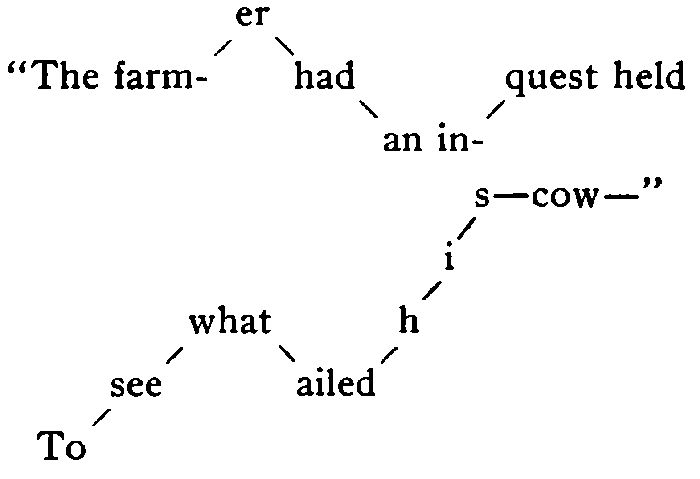 er
“The farm- had quest held
an in-
s—cow—”
i
what h
see ailed
To